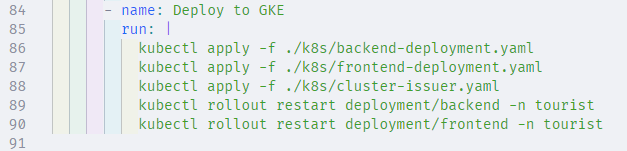 84 - name: Deploy to GKE
85 run: |
86 kubectl apply -f ./k8s/backend-deployment.yaml
87 kubectl apply -f ./k8s/frontend-deployment.yaml
88 kubectl apply -f ./k8s/cluster-issuer.yaml
89 kubectl rollout restart deployment/backend -n tourist
90 kubectl rollout restart deployment/frontend -n tourist
91